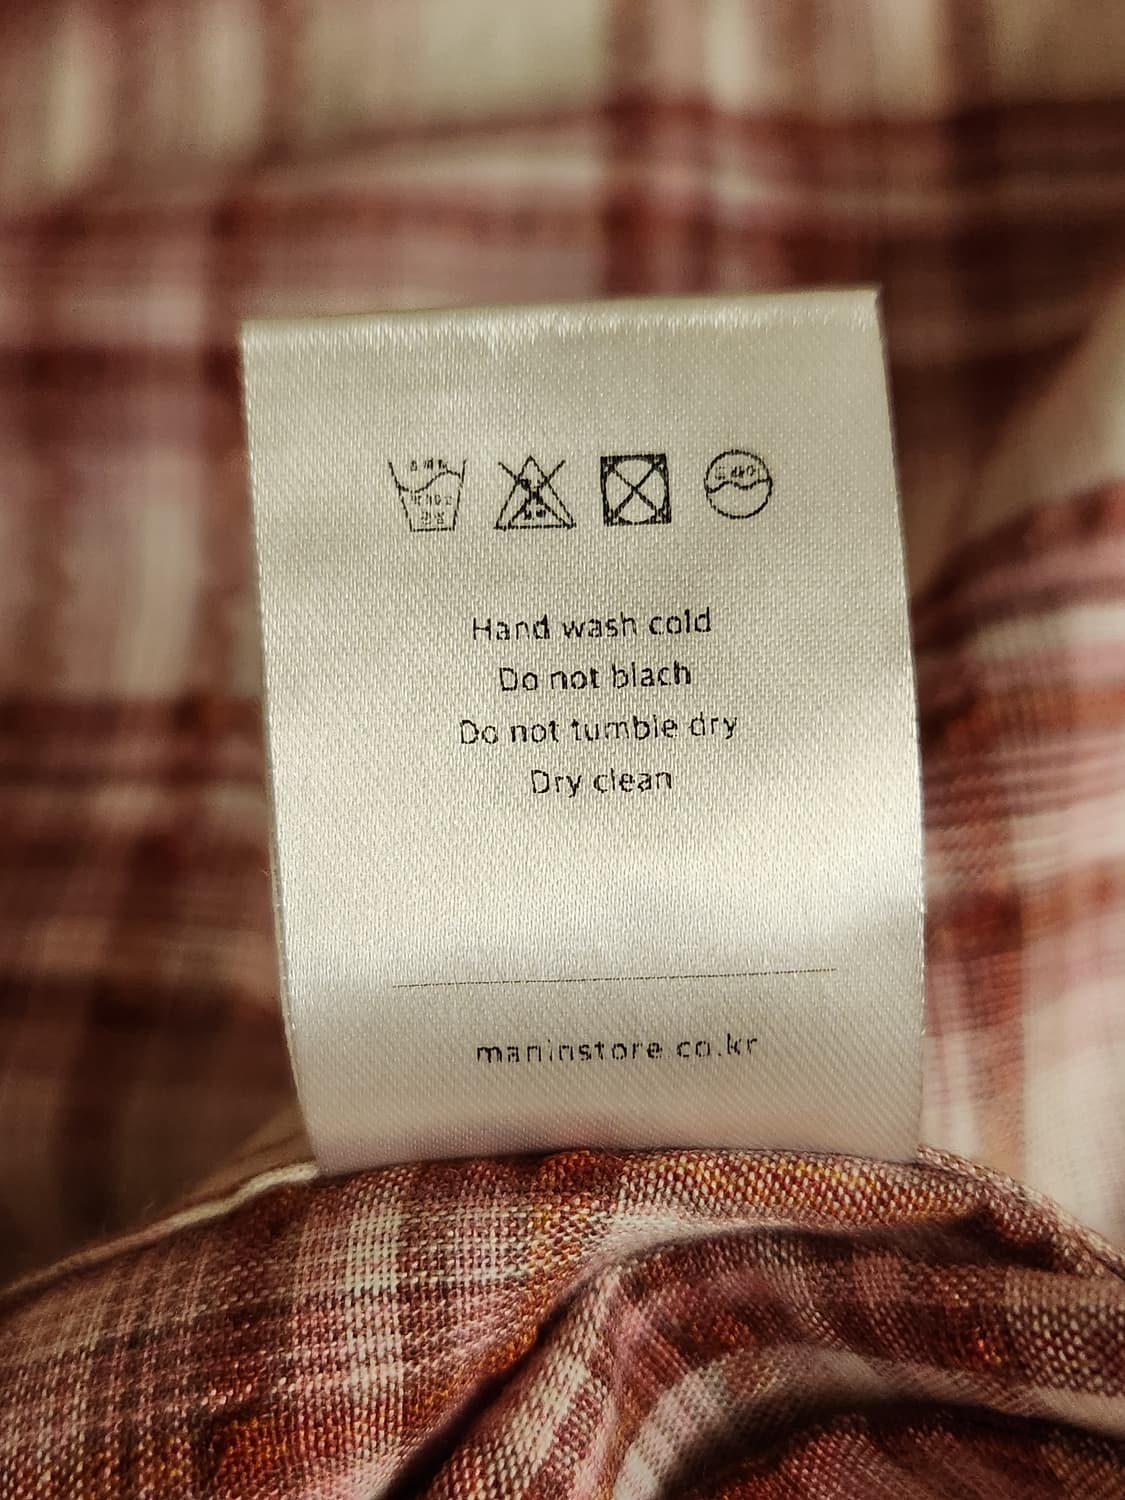 Hand wash cold
Do not blach
Do not tumble dry
Dry clean
maninstore.co.kr